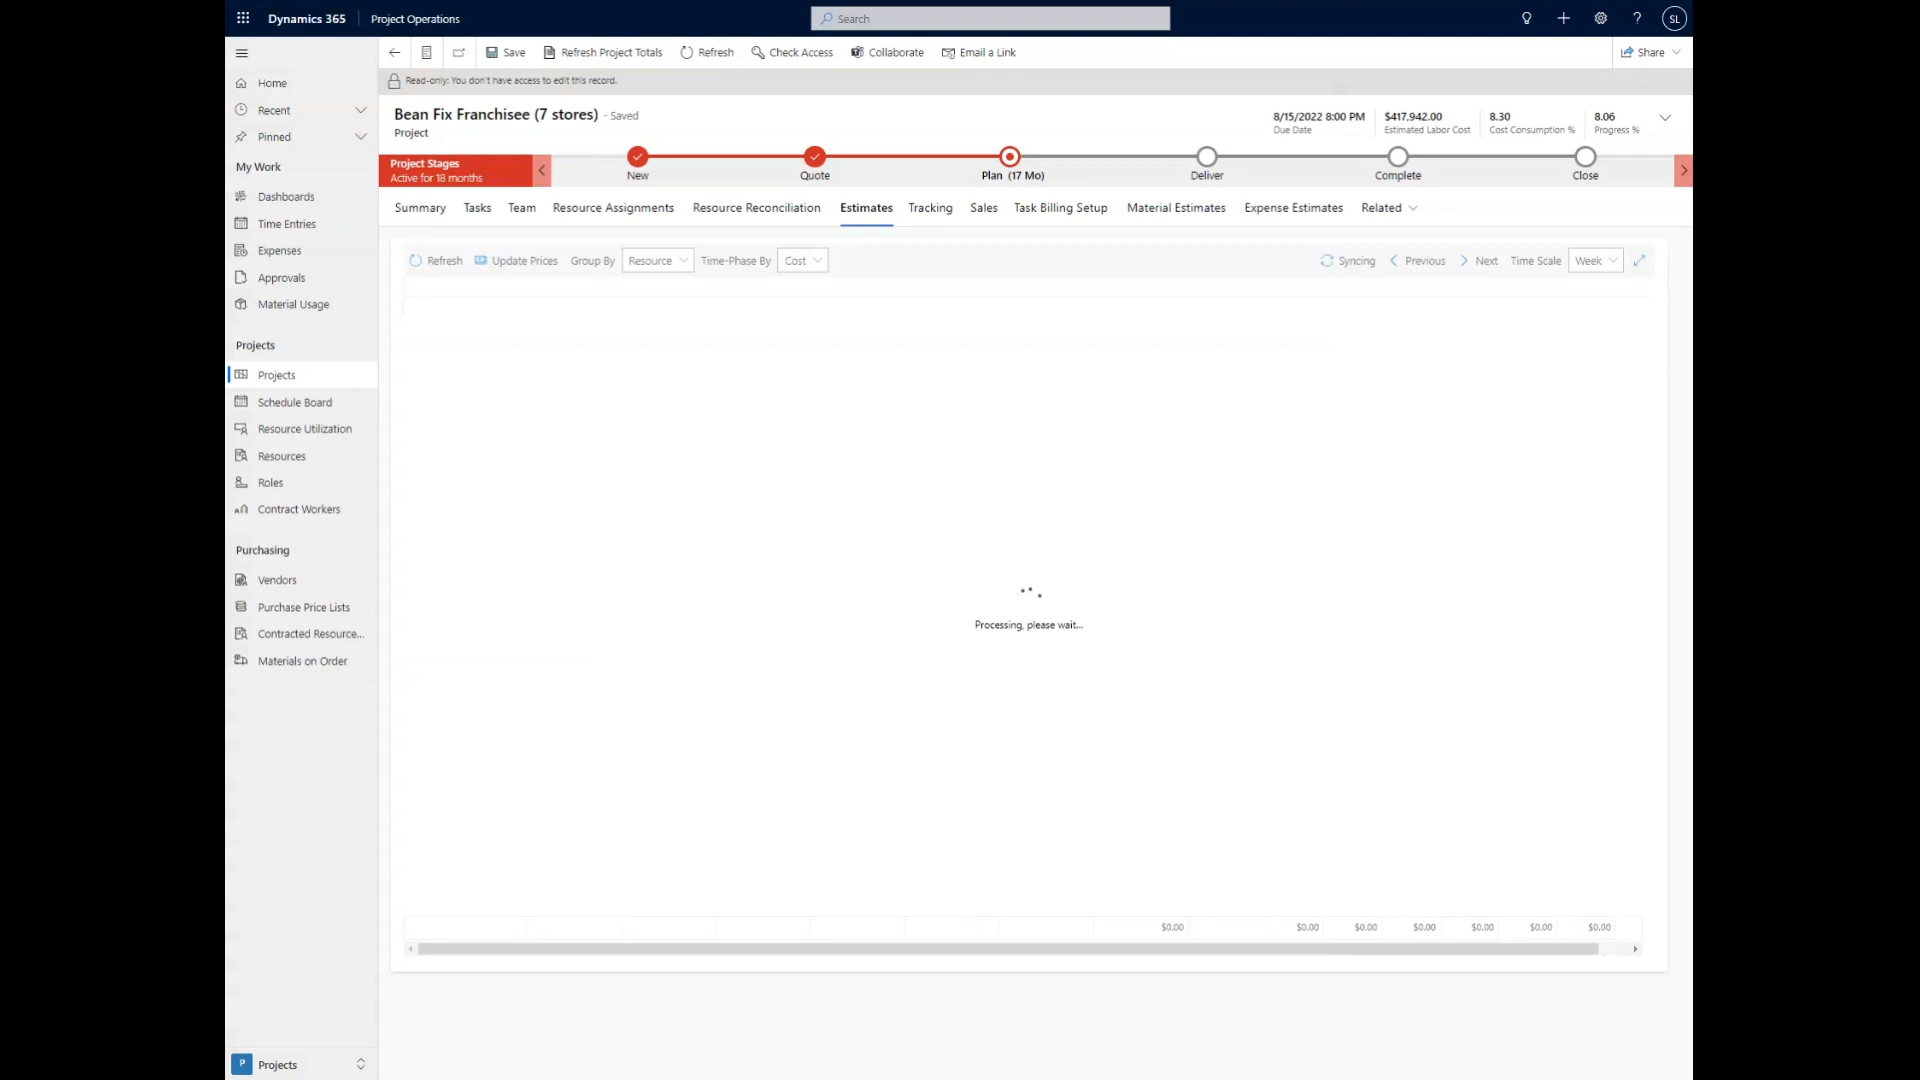 Dynamics 365
Project Operations
Search
?
SL
Save
Refresh Project Totals
Refresh
Check Access
Collaborate
Email a Link
Share
Read-only: You don't have access to edit this record.
Home
Recent
Pinned
My Work
Dashboards
Time Entries
Expenses
Approvals
Material Usage
Projects
Projects
Schedule Board
Resource Utilization
Resources
Roles
Contract Workers
Purchasing
Vendors
Purchase Price Lists
Contracted Resource...
Materials on Order
P
Projects
Bean Fix Franchisee (7 stores) - Saved
Project
8/15/2022 8:00 PM
Due Date
$417,942.00
Estimated Labor Cost
8.30
Cost Consumption %
8.06
Progress %
Project Stages
Active for 18 months
New
Quote
Plan (17 Mo)
Deliver
Complete
Close
Summary
Tasks
Team
Resource Assignments
Resource Reconciliation
Estimates
Tracking
Sales
Task Billing Setup
Material Estimates
Expense Estimates
Related
Refresh
Update Prices
Group By
Resource
Time-Phase By
Cost
Syncing
Previous
Next
Time Scale
Week
Processing, please wait...
$0.00
$0.00
$0.00
$0.00
$0.00
$0.00
$0.00